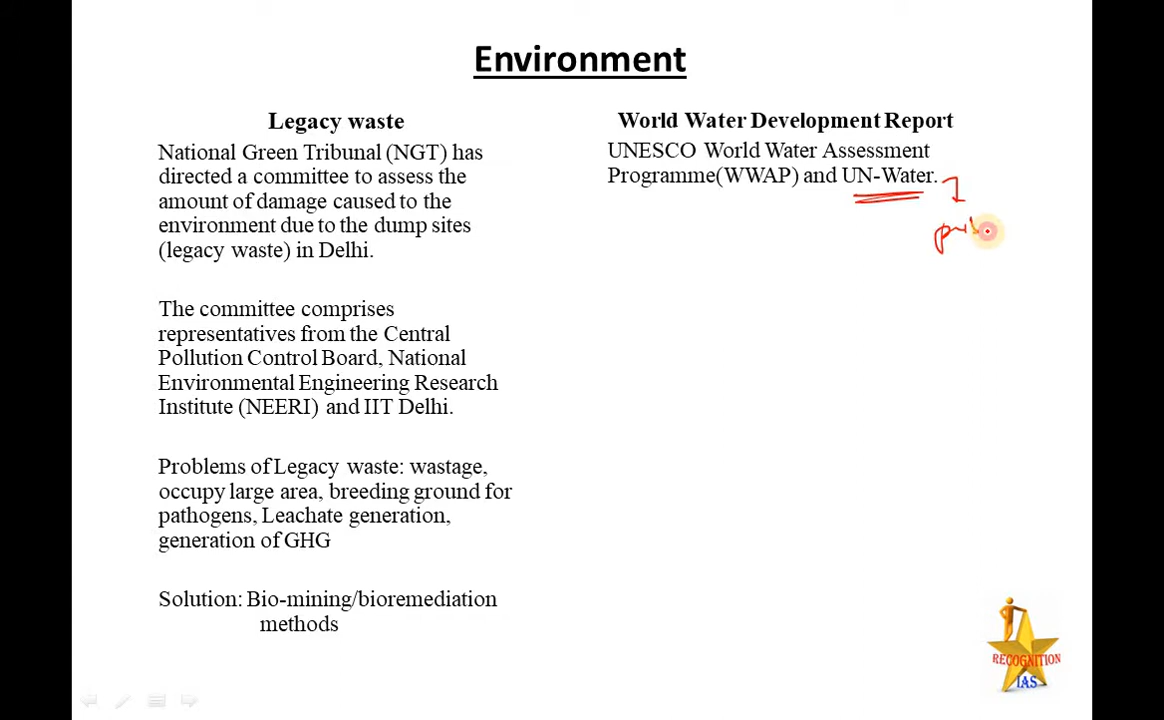 Environment
Legacy waste
National Green Tribunal (NGT) has
directed a committee to assess the
amount of damage caused to the
environment due to the dump sites
(legacy waste) in Delhi.
The committee comprises
representatives from the Central
Pollution Control Board, National
Environmental Engineering Research
Institute (NEERI) and IIT Delhi.
Problems of Legacy waste: wastage,
occupy large area, breeding ground for
pathogens, Leachate generation,
generation of GHG
Solution: Bio-mining/bioremediation
methods
World Water Development Report
UNESCO World Water Assessment
Programme(WWAP) and UN-Water.
RECOGNITION
IAS